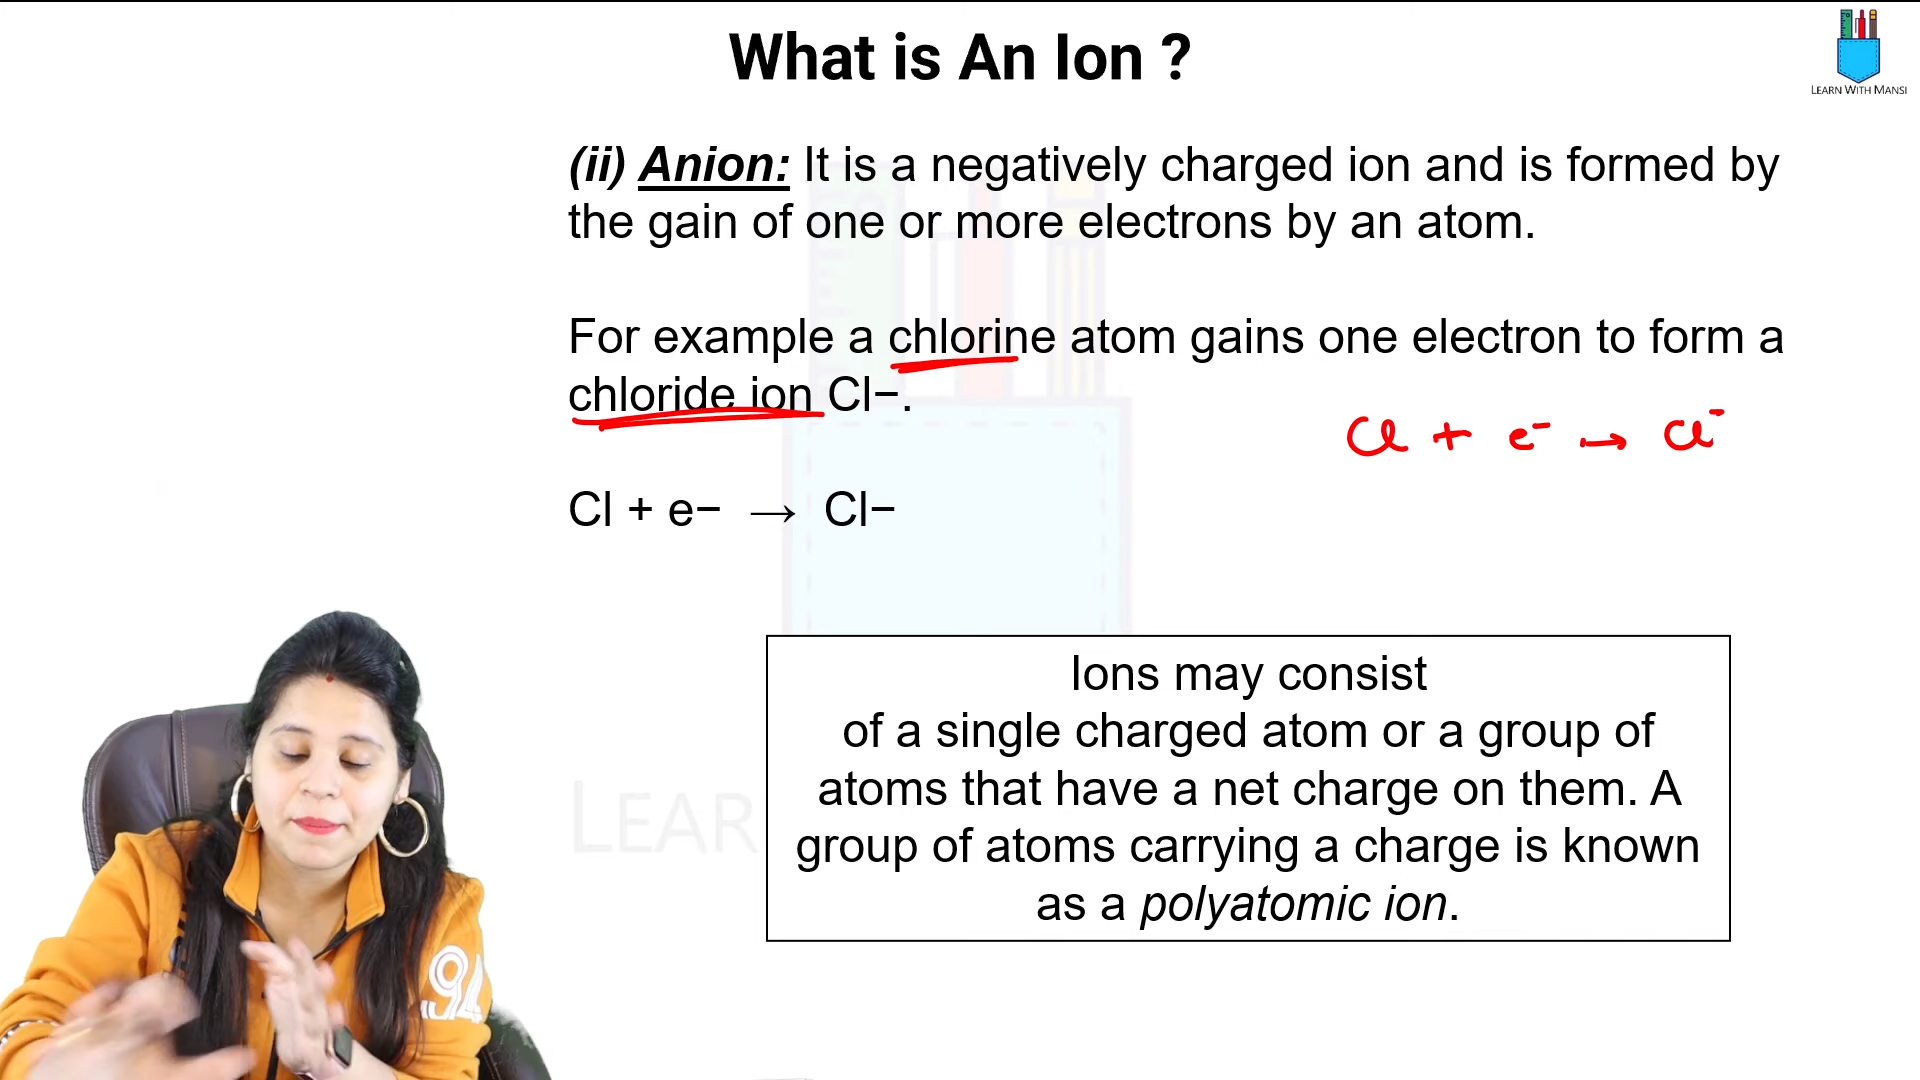 What is An Ion ?
LEARN WITH MANSI
(ii) Anion: It is a negatively charged ion and is formed by
the gain of one or more electrons by an atom.
For example a chlorine atom gains one electron to form a
chloride ion Cl−.
Cl + e⁻ → Cl⁻
Cl + e− → Cl−
Ions may consist
of a single charged atom or a group of
atoms that have a net charge on them. A
group of atoms carrying a charge is known
as a polyatomic ion.
LEAR
94